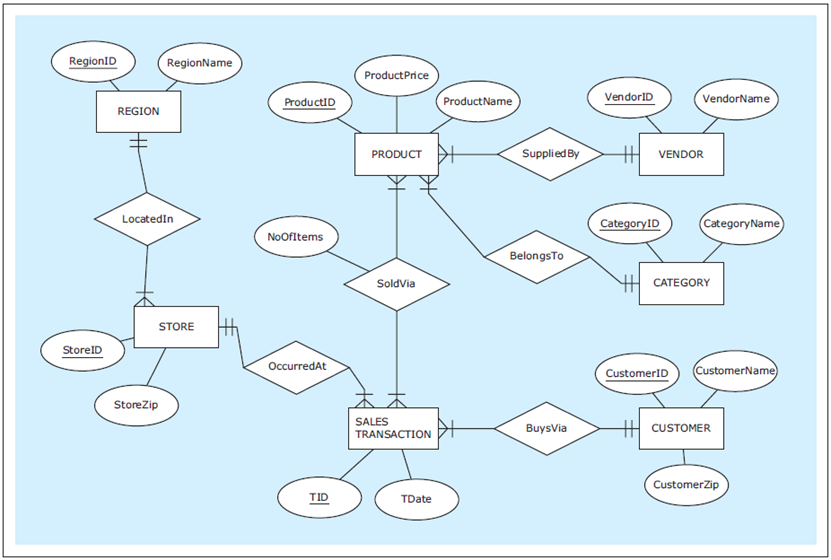 RegionID
RegionName
REGION
ProductPrice
ProductID
ProductName
PRODUCT
SuppliedBy
VendorID
VendorName
VENDOR
LocatedIn
NoOfItems
SoldVia
BelongsTo
CategoryID
CategoryName
CATEGORY
STORE
StoreID
StoreZip
OccurredAt
SALES
TRANSACTION
TID
TDate
BuysVia
CustomerID
CustomerName
CUSTOMER
CustomerZip